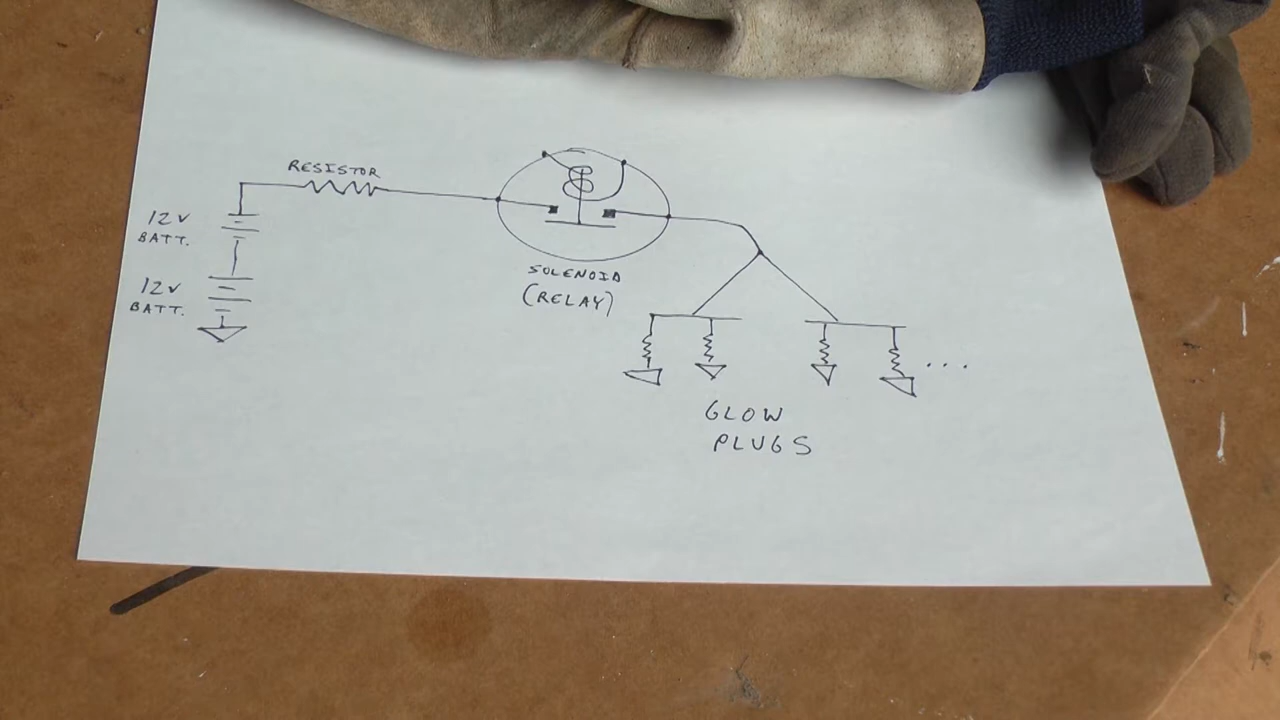 RESISTOR
12V
BATT.
12V
BATT.
SOLENOID
(RELAY)
...
GLOW
PLUGS